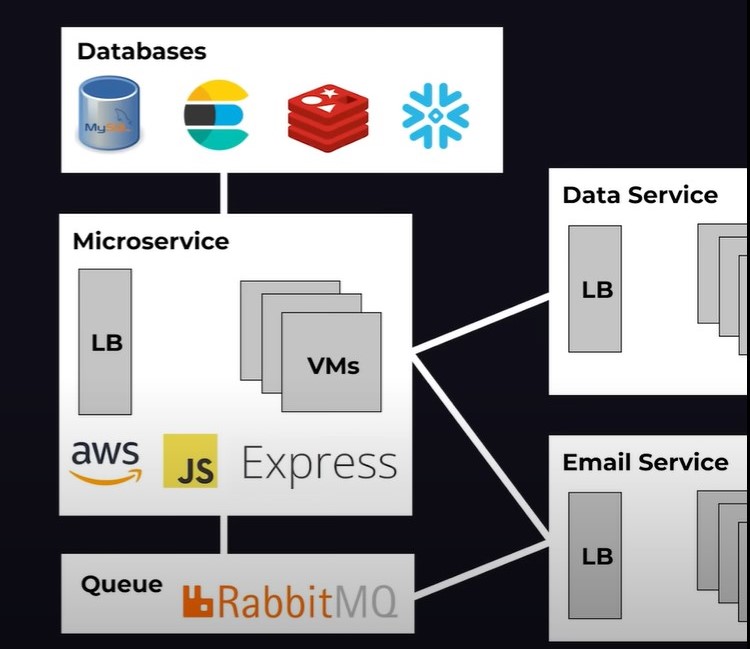 Databases
MySQL
Data Service
Microservice
LB
LB
VMs
aws
JS
Express
Email Service
LB
Queue
RabbitMQ